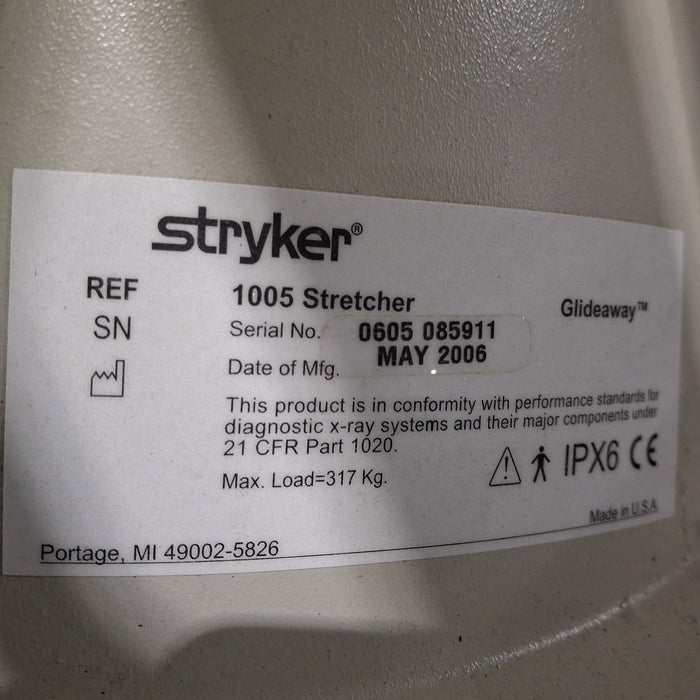 stryker®
REF 1005 Stretcher Glideaway™
SN Serial No. 0605 085911
Date of Mfg. MAY 2006
This product is in conformity with performance standards for
diagnostic x-ray systems and their major components under
21 CFR Part 1020.
Max. Load=317 Kg.
IPX6 CE
Made in U.S.A.
Portage, MI 49002-5826